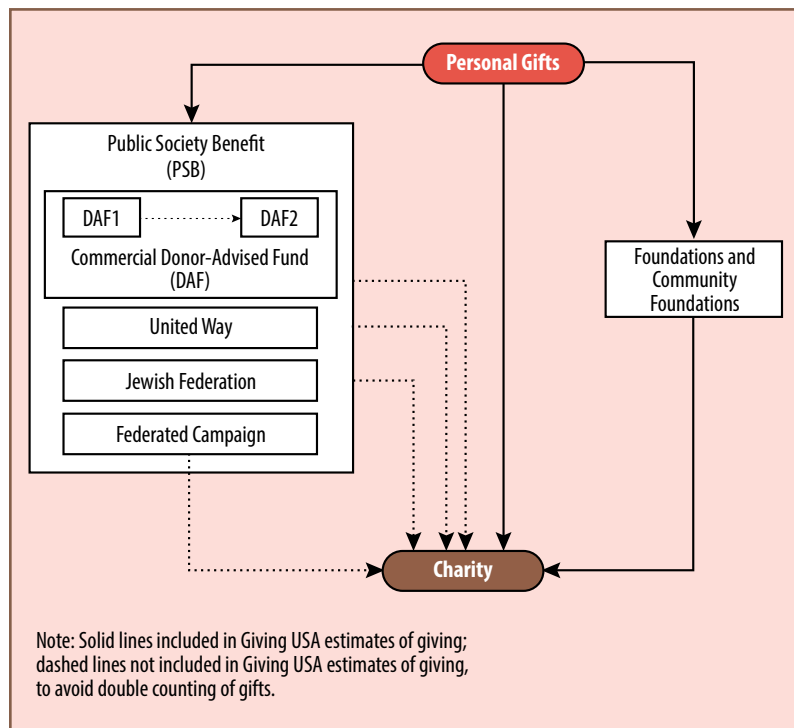 Personal Gifts
Public Society Benefit
(PSB)
DAF1
DAF2
Commercial Donor-Advised Fund
(DAF)
United Way
Jewish Federation
Federated Campaign
Foundations and
Community
Foundations
Charity
Note: Solid lines included in Giving USA estimates of giving;
dashed lines not included in Giving USA estimates of giving,
to avoid double counting of gifts.